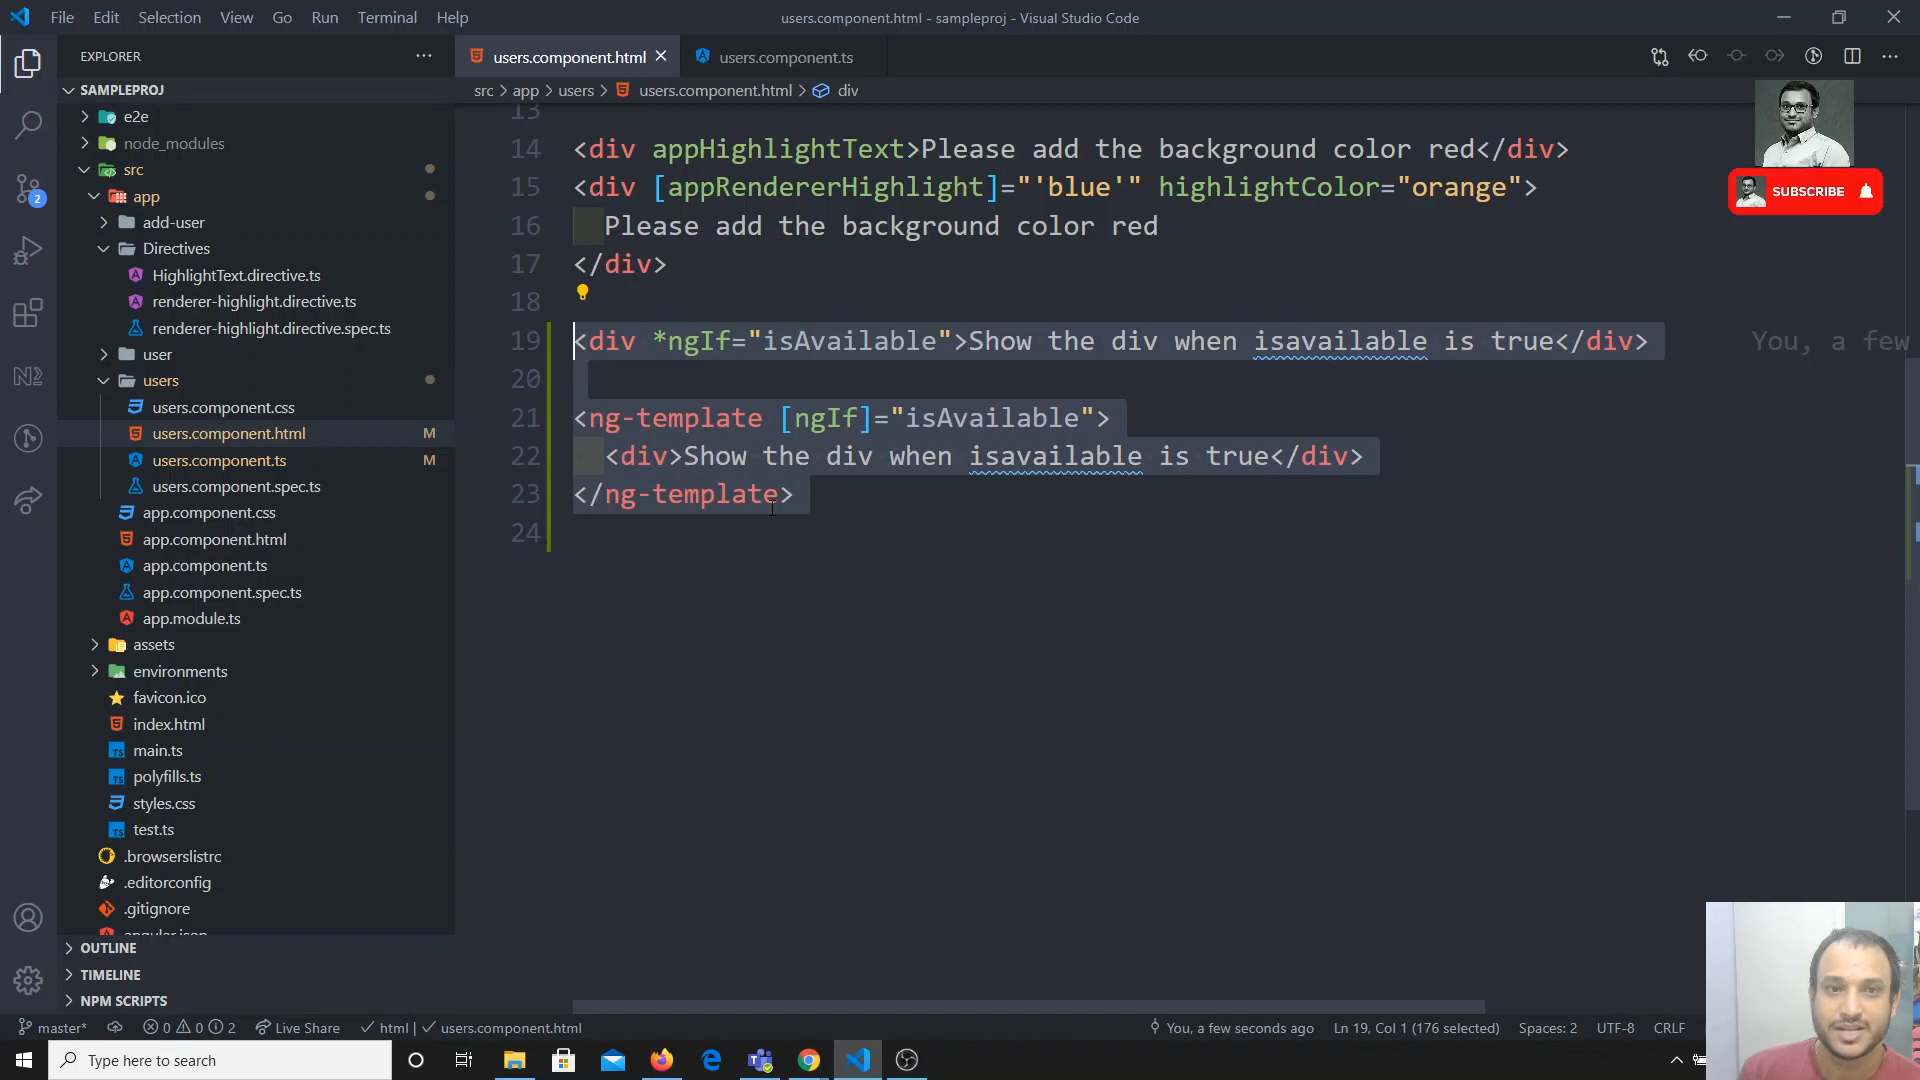 File Edit Selection View Go Run Terminal Help
users.component.html - sampleproj - Visual Studio Code
EXPLORER
SAMPLEPROJ
e2e
node_modules
src
app
add-user
Directives
HighlightText.directive.ts
renderer-highlight.directive.ts
renderer-highlight.directive.spec.ts
user
users
users.component.css
users.component.html M
users.component.ts M
users.component.spec.ts
app.component.css
app.component.html
app.component.ts
app.component.spec.ts
app.module.ts
assets
environments
favicon.ico
index.html
main.ts
polyfills.ts
styles.css
test.ts
.browserslistrc
.editorconfig
.gitignore
angular.json
OUTLINE
TIMELINE
NPM SCRIPTS
2
users.component.html
users.component.ts
src > app > users > users.component.html > div
13
14 <div appHighlightText>Please add the background color red</div>
15 <div [appRendererHighlight]="'blue'" highlightColor="orange">
16 Please add the background color red
17 </div>
18
19 <div *ngIf="isAvailable">Show the div when isavailable is true</div> You, a few
20
21 <ng-template [ngIf]="isAvailable">
22 <div>Show the div when isavailable is true</div>
23 </ng-template>
24
SUBSCRIBE
master* 0 0 2 Live Share html | users.component.html
You, a few seconds ago Ln 19, Col 1 (176 selected) Spaces: 2 UTF-8 CRLF
Type here to search